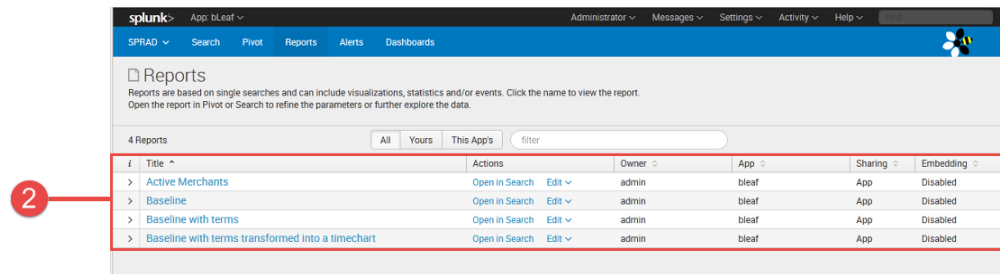 splunk> App: bLeaf Administrator Messages Settings Activity Help Find
SPRAD Search Pivot Reports Alerts Dashboards
Reports
Reports are based on single searches and can include visualizations, statistics and/or events. Click the name to view the report.
Open the report in Pivot or Search to refine the parameters or further explore the data.
4 Reports All Yours This App's filter
i Title Actions Owner App Sharing Embedding
> Active Merchants Open in Search Edit admin bleaf App Disabled
2
> Baseline Open in Search Edit admin bleaf App Disabled
> Baseline with terms Open in Search Edit admin bleaf App Disabled
> Baseline with terms transformed into a timechart Open in Search Edit admin bleaf App Disabled